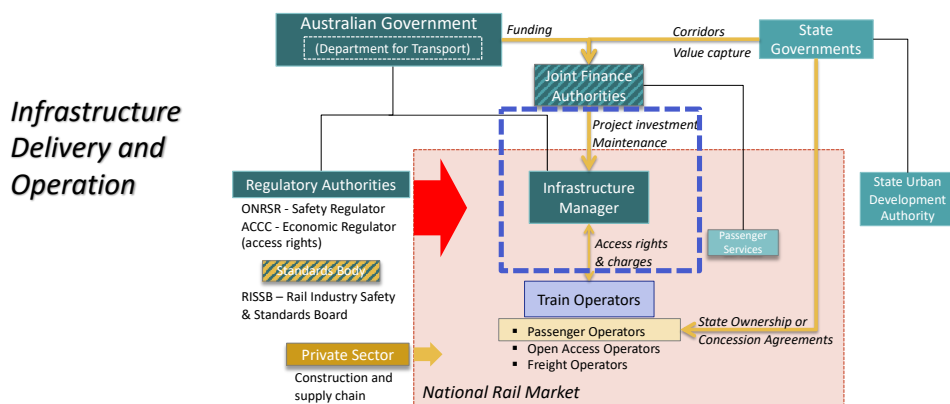 Infrastructure
Delivery and
Operation
Australian Government
(Department for Transport)
Funding
Corridors
Value capture
State
Governments
Joint Finance
Authorities
Project investment
Maintenance
Regulatory Authorities
ONRSR - Safety Regulator
ACCC - Economic Regulator
(access rights)
Standards Body
RISSB – Rail Industry Safety
& Standards Board
Infrastructure
Manager
State Urban
Development
Authority
Passenger
Services
Access rights
& charges
Train Operators
▪ Passenger Operators
▪ Open Access Operators
▪ Freight Operators
State Ownership or
Concession Agreements
Private Sector
Construction and
supply chain
National Rail Market